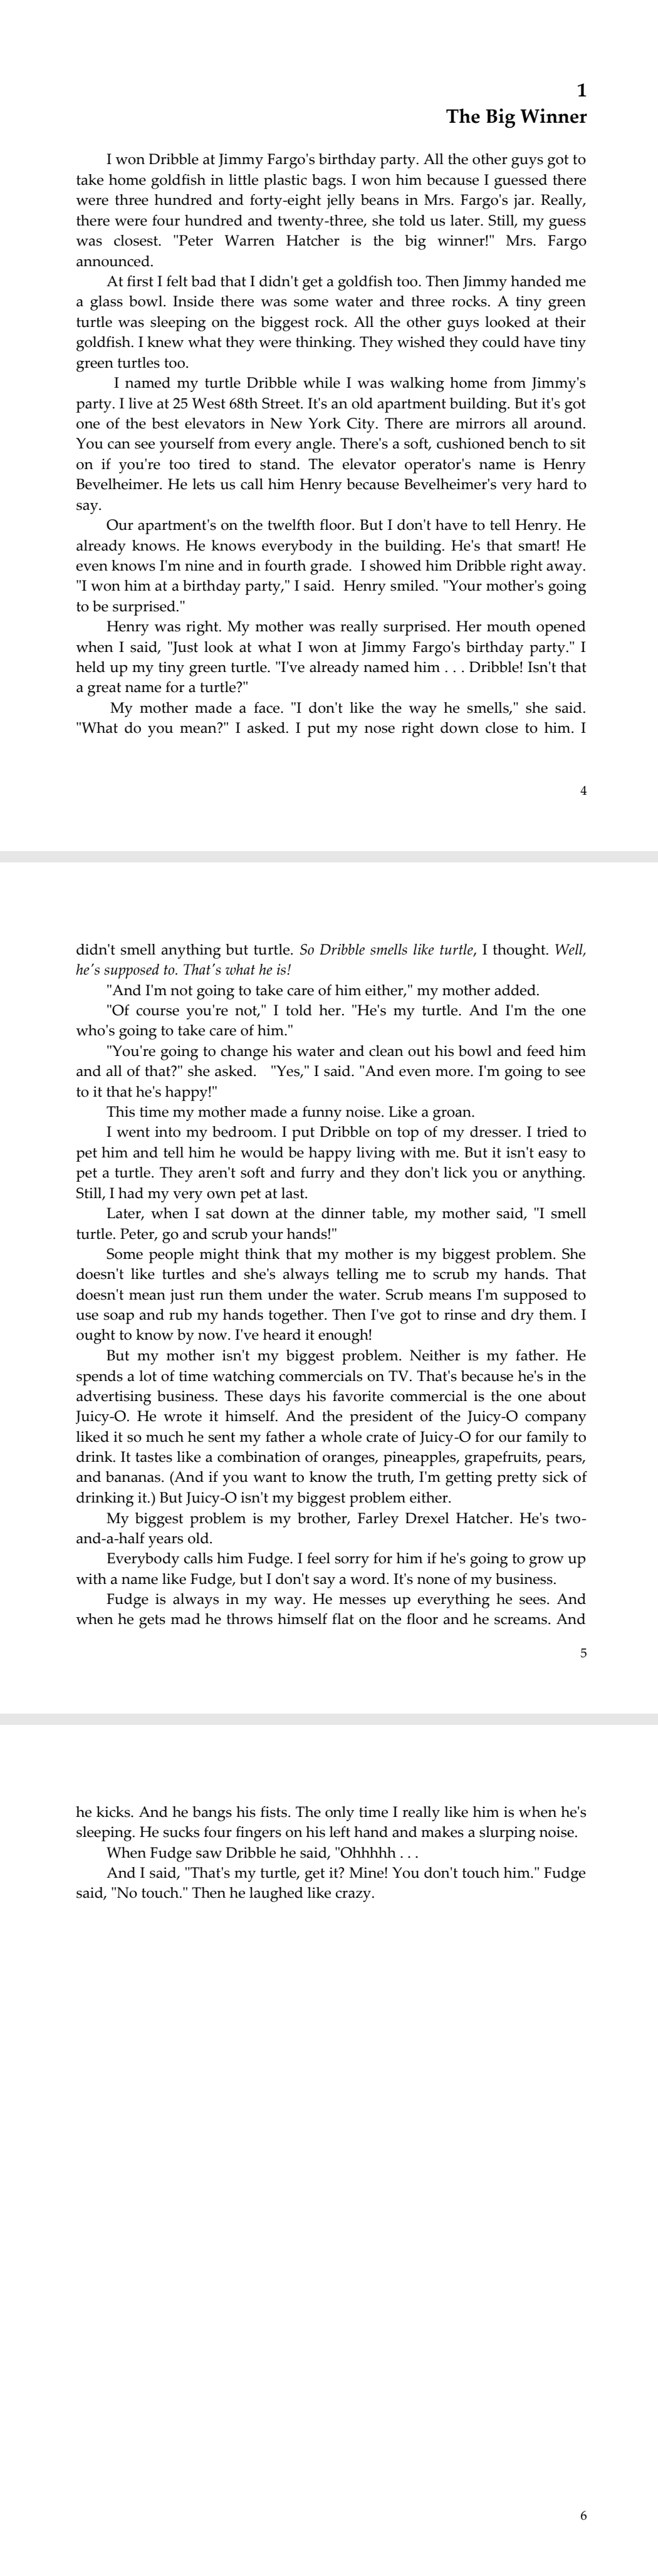 1
The Big Winner
I won Dribble at Jimmy Fargo's birthday party. All the other guys got to
take home goldfish in little plastic bags. I won him because I guessed there
were three hundred and forty-eight jelly beans in Mrs. Fargo's jar. Really,
there were four hundred and twenty-three, she told us later. Still, my guess
was closest. "Peter Warren Hatcher is the big winner!" Mrs. Fargo
announced.
At first I felt bad that I didn't get a goldfish too. Then Jimmy handed me
a glass bowl. Inside there was some water and three rocks. A tiny green
turtle was sleeping on the biggest rock. All the other guys looked at their
goldfish. I knew what they were thinking. They wished they could have tiny
green turtles too.
I named my turtle Dribble while I was walking home from Jimmy's
party. I live at 25 West 68th Street. It's an old apartment building. But it's got
one of the best elevators in New York City. There are mirrors all around.
You can see yourself from every angle. There's a soft, cushioned bench to sit
on if you're too tired to stand. The elevator operator's name is Henry
Bevelheimer. He lets us call him Henry because Bevelheimer's very hard to
say.
Our apartment's on the twelfth floor. But I don't have to tell Henry. He
already knows. He knows everybody in the building. He's that smart! He
even knows I'm nine and in fourth grade.  I showed him Dribble right away.
"I won him at a birthday party," I said.  Henry smiled. "Your mother's going
to be surprised."
Henry was right. My mother was really surprised. Her mouth opened
when I said, "Just look at what I won at Jimmy Fargo's birthday party." I
held up my tiny green turtle. "I've already named him . . . Dribble! Isn't that
a great name for a turtle?"
My mother made a face. "I don't like the way he smells," she said.
"What do you mean?" I asked. I put my nose right down close to him. I
4
didn't smell anything but turtle. So Dribble smells like turtle, I thought. Well,
he's supposed to. That's what he is!
"And I'm not going to take care of him either," my mother added.
"Of course you're not," I told her. "He's my turtle. And I'm the one
who's going to take care of him."
"You're going to change his water and clean out his bowl and feed him
and all of that?" she asked.   "Yes," I said. "And even more. I'm going to see
to it that he's happy!"
This time my mother made a funny noise. Like a groan.
I went into my bedroom. I put Dribble on top of my dresser. I tried to
pet him and tell him he would be happy living with me. But it isn't easy to
pet a turtle. They aren't soft and furry and they don't lick you or anything.
Still, I had my very own pet at last.
Later, when I sat down at the dinner table, my mother said, "I smell
turtle. Peter, go and scrub your hands!"
Some people might think that my mother is my biggest problem. She
doesn't like turtles and she's always telling me to scrub my hands. That
doesn't mean just run them under the water. Scrub means I'm supposed to
use soap and rub my hands together. Then I've got to rinse and dry them. I
ought to know by now. I've heard it enough!
But my mother isn't my biggest problem. Neither is my father. He
spends a lot of time watching commercials on TV. That's because he's in the
advertising business. These days his favorite commercial is the one about
Juicy-O. He wrote it himself. And the president of the Juicy-O company
liked it so much he sent my father a whole crate of Juicy-O for our family to
drink. It tastes like a combination of oranges, pineapples, grapefruits, pears,
and bananas. (And if you want to know the truth, I'm getting pretty sick of
drinking it.) But Juicy-O isn't my biggest problem either.
My biggest problem is my brother, Farley Drexel Hatcher. He's two-
and-a-half years old.
Everybody calls him Fudge. I feel sorry for him if he's going to grow up
with a name like Fudge, but I don't say a word. It's none of my business.
Fudge is always in my way. He messes up everything he sees. And
when he gets mad he throws himself flat on the floor and he screams. And
5
he kicks. And he bangs his fists. The only time I really like him is when he's
sleeping. He sucks four fingers on his left hand and makes a slurping noise.
When Fudge saw Dribble he said, "Ohhhhh . . .
And I said, "That's my turtle, get it? Mine! You don't touch him." Fudge
said, "No touch." Then he laughed like crazy.
6